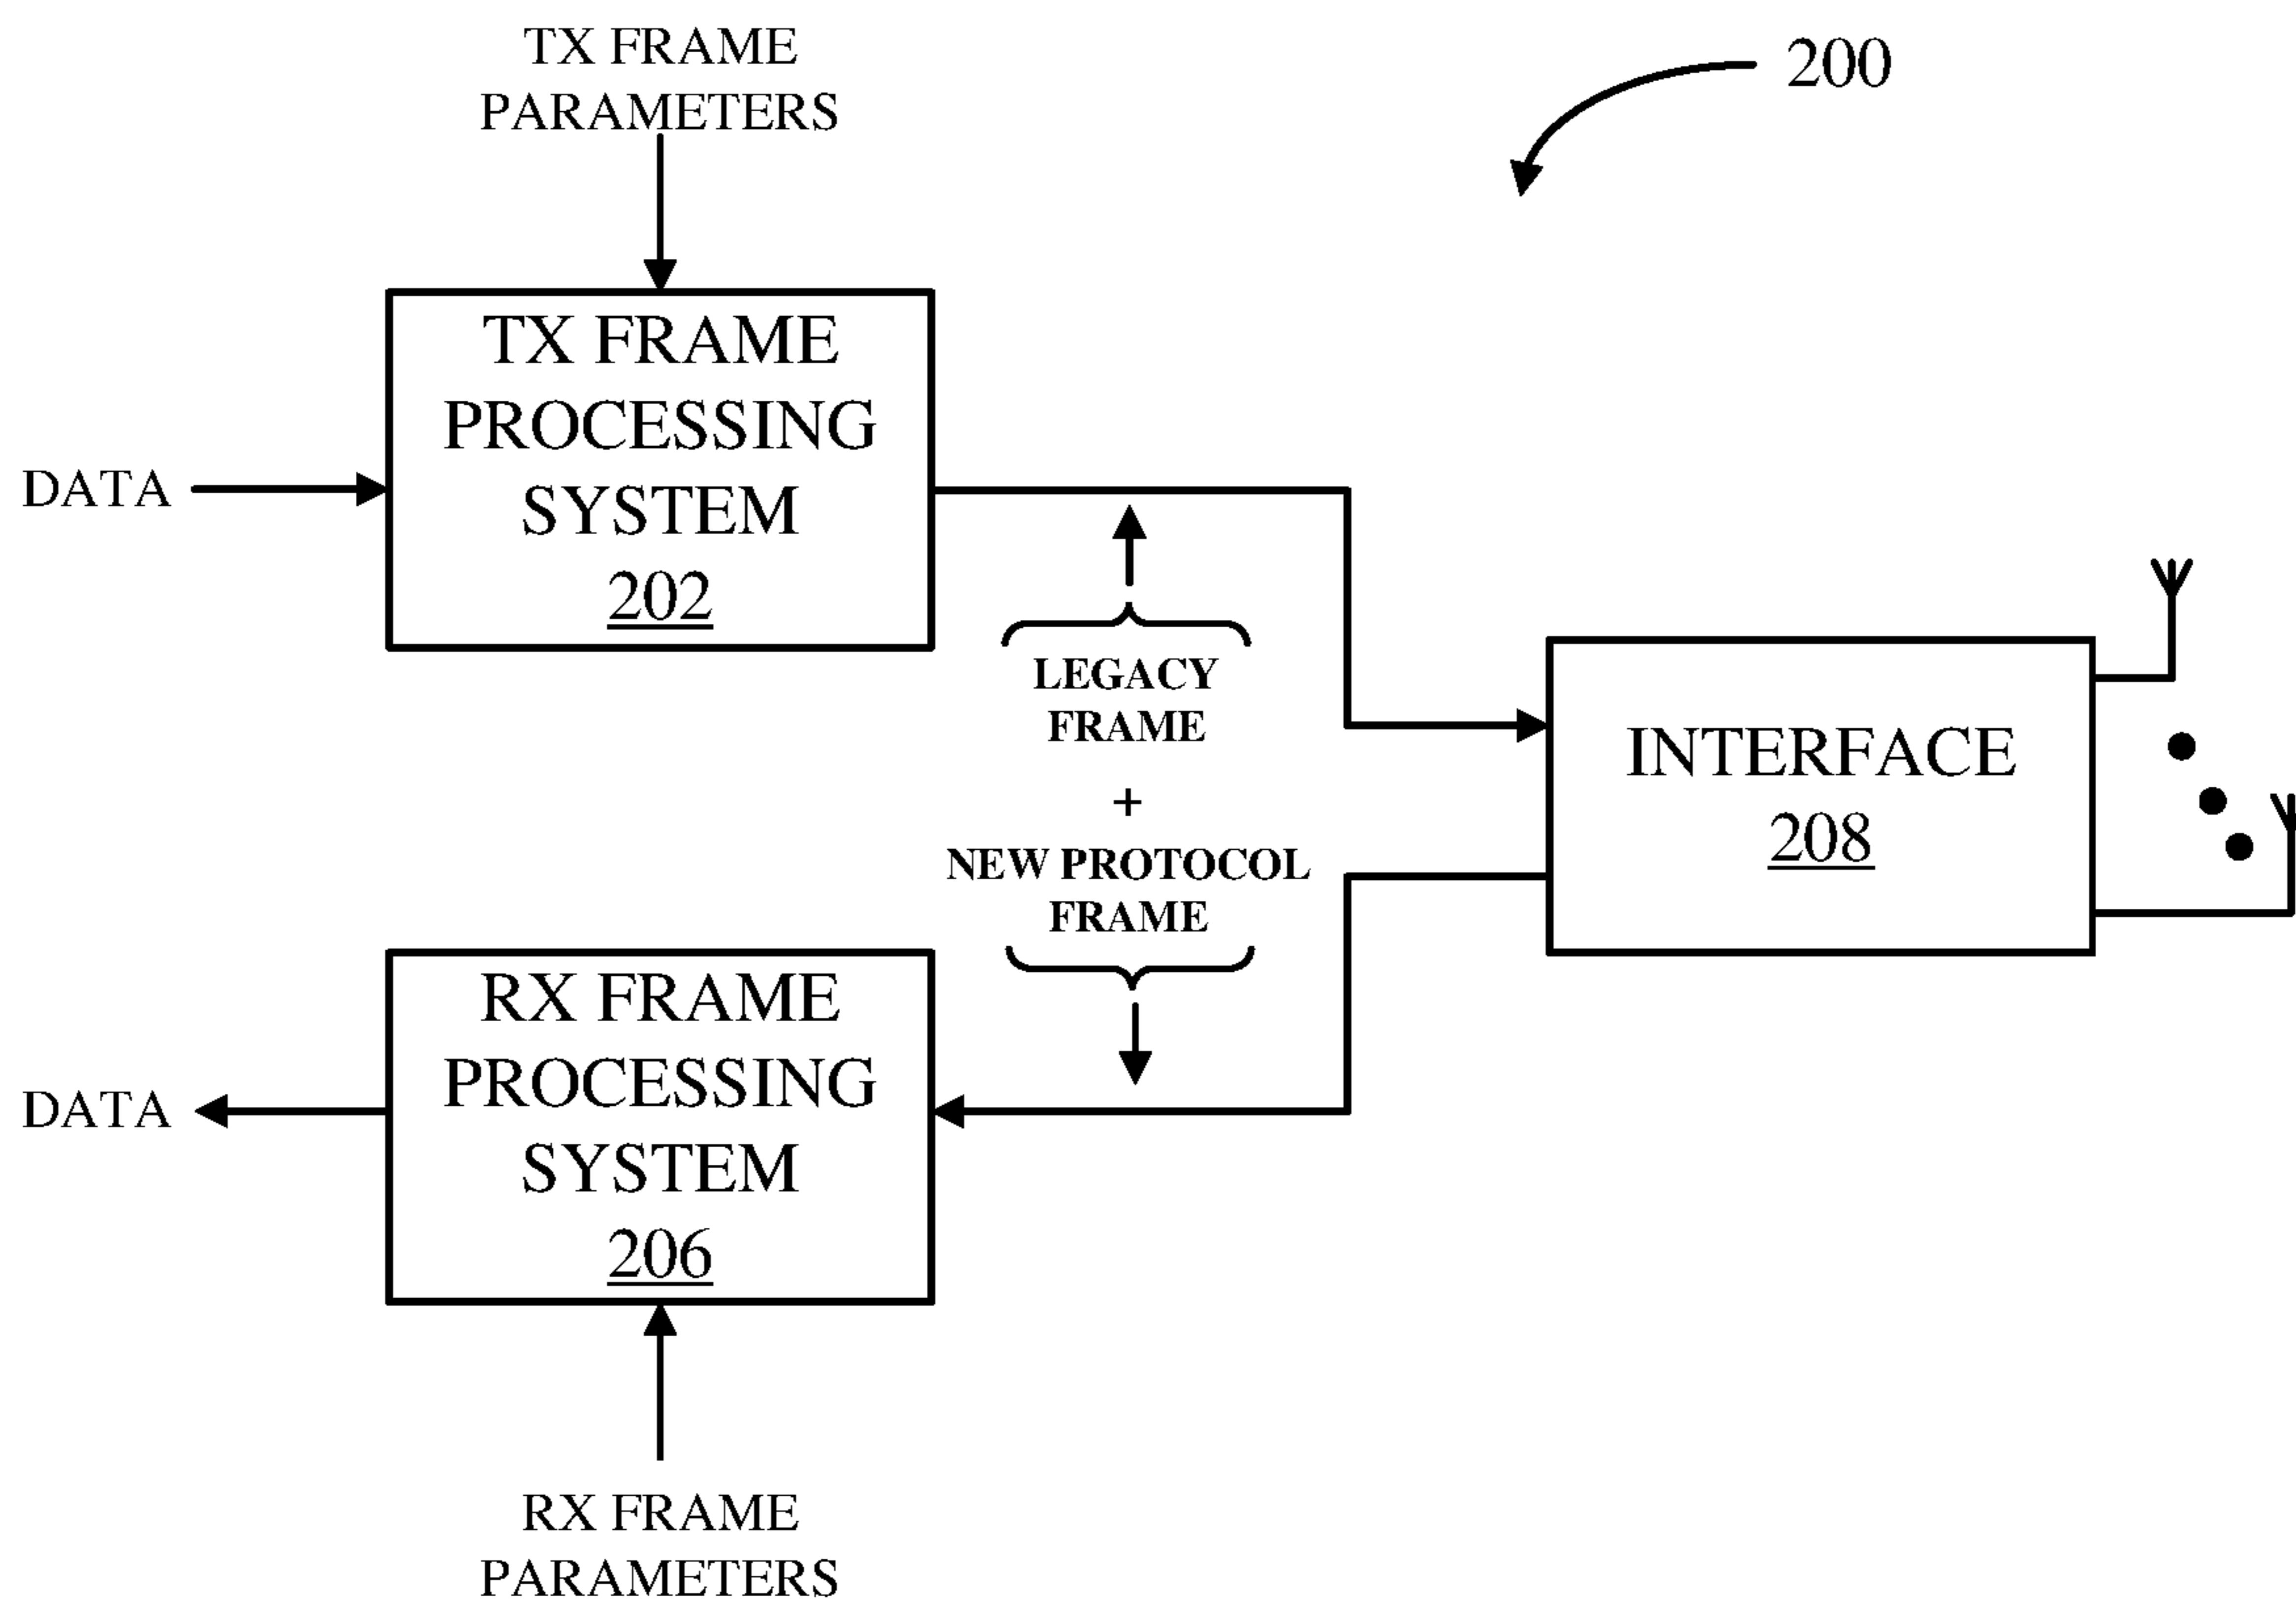 TX FRAME
PARAMETERS
200
TX FRAME
PROCESSING
SYSTEM
202
DATA
LEGACY
FRAME
+
NEW PROTOCOL
FRAME
INTERFACE
208
RX FRAME
PROCESSING
SYSTEM
206
DATA
RX FRAME
PARAMETERS